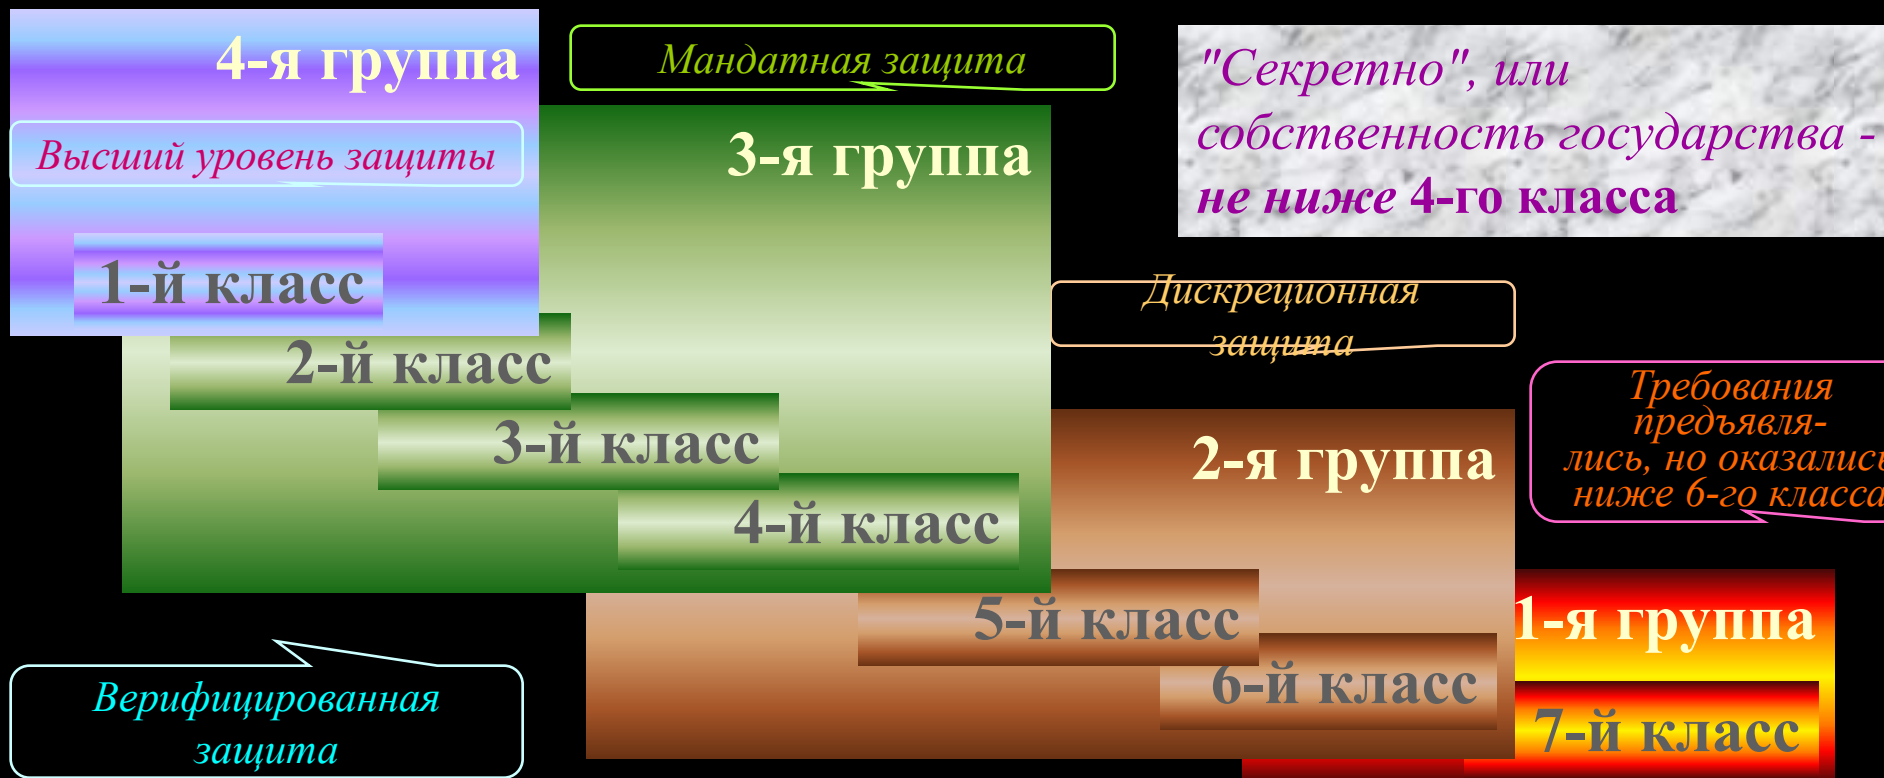 4-я группа
Мандатная защита
"Секретно", или
собственность государства -
не ниже 4-го класса
Высший уровень защиты
3-я группа
1-й класс
Дискреционная
защита
2-й класс
Требования
предъявля-
лись, но оказались
ниже 6-го класса
3-й класс
2-я группа
4-й класс
5-й класс
1-я группа
6-й класс
Верифицированная
защита
7-й класс